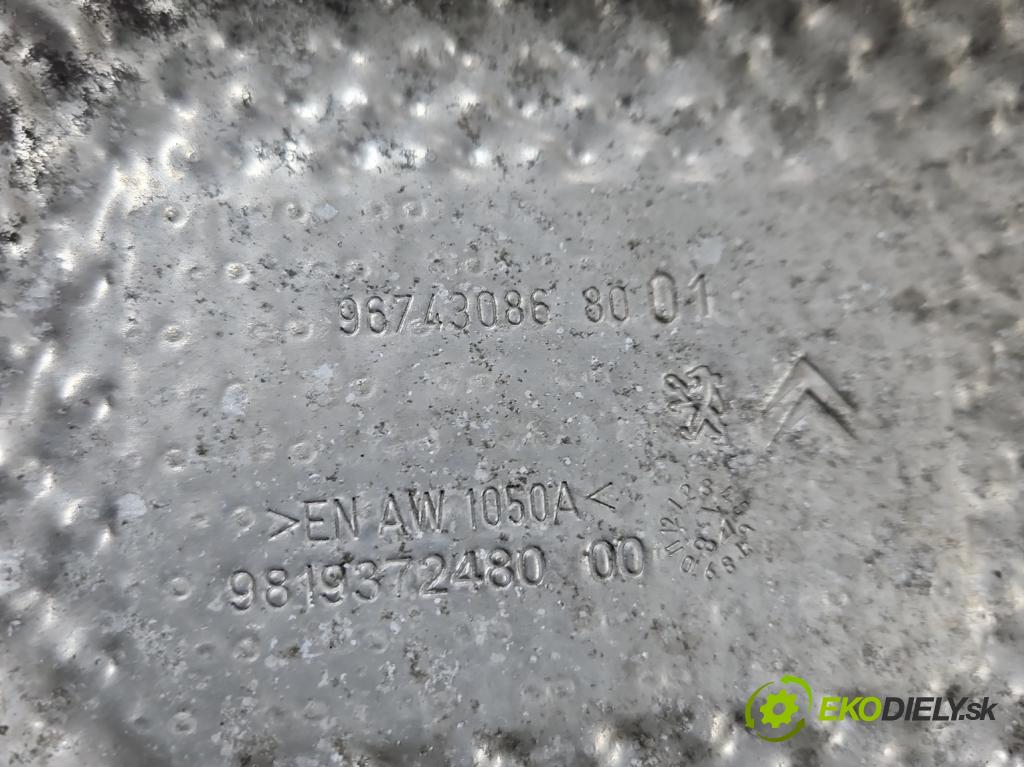 96743086 80 01
>EN AW 1050A<
9819372480 00
EKODIELY.sk